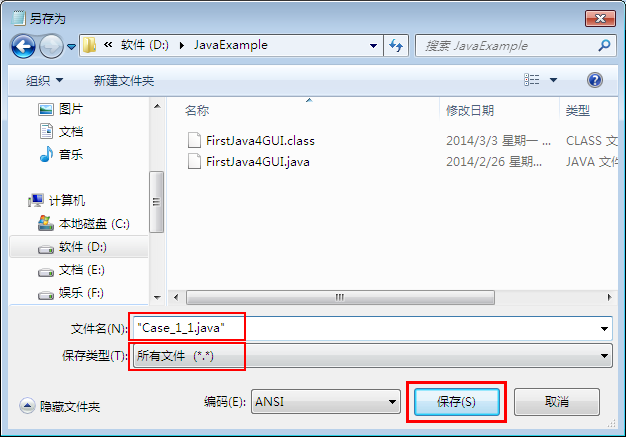 另存为
« 软件 (D:) ▸ JavaExample
搜索 JavaExample
组织
新建文件夹
图片
文档
音乐
计算机
本地磁盘 (C:)
软件 (D:)
文档 (E:)
娱乐 (F:)
名称
修改日期
类型
FirstJava4GUI.class
2014/3/3 星期一 ...
CLASS 文
FirstJava4GUI.java
2014/2/26 星期...
JAVA 文件
文件名(N):
"Case_1_1.java"
保存类型(T):
所有文件 (*.*)
隐藏文件夹
编码(E):
ANSI
保存(S)
取消